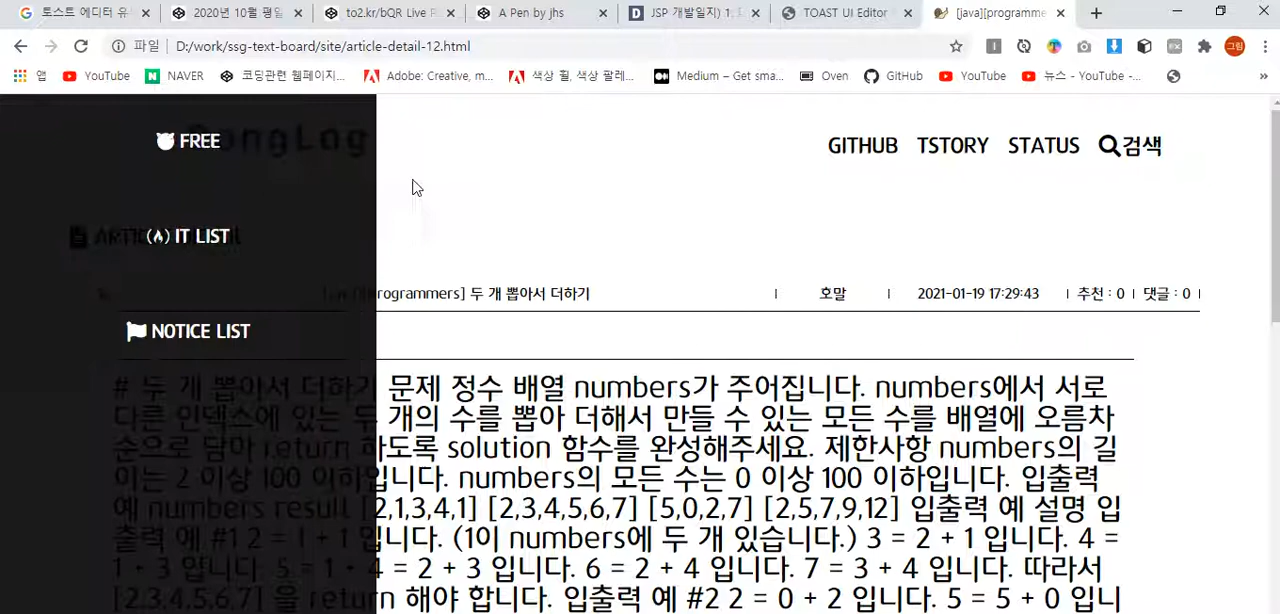 토스트 에디터 유
2020년 10월 평일
to2.kr/bQR Live
A Pen by jhs
JSP 개발일지) 1.
TOAST UI Editor
[java][programme
파일 D:/work/ssg-text-board/site/article-detail-12.html
그림
앱 YouTube NAVER 코딩관련 웹페이지... Adobe: Creative, m... 색상 휠, 색상 팔레... Medium – Get sma... Oven GitHub YouTube 뉴스 - YouTube -... »
FREE
GITHUB TSTORY STATUS 검색
IT LIST
programmers] 두 개 뽑아서 더하기 | 호말 | 2021-01-19 17:29:43 | 추천 : 0 | 댓글 : 0 |
NOTICE LIST
# 두 개 뽑아서 더하기 문제 정수 배열 numbers가 주어집니다. numbers에서 서로
다른 인덱스에 있는 두 개의 수를 뽑아 더해서 만들 수 있는 모든 수를 배열에 오름차
순으로 담아 return 하도록 solution 함수를 완성해주세요. 제한사항 numbers의 길
이는 2 이상 100 이하입니다. numbers의 모든 수는 0 이상 100 이하입니다. 입출력
예 numbers result [2,1,3,4,1] [2,3,4,5,6,7] [5,0,2,7] [2,5,7,9,12] 입출력 예 설명 입
출력 예 #1 2 = 1 + 1 입니다. (1이 numbers에 두 개 있습니다.) 3 = 2 + 1 입니다. 4 =
1 + 3 입니다. 5 = 1 + 4 = 2 + 3 입니다. 6 = 2 + 4 입니다. 7 = 3 + 4 입니다. 따라서
[2,3,4,5,6,7] 을 return 해야 합니다. 입출력 예 #2 2 = 0 + 2 입니다. 5 = 5 + 0 입니